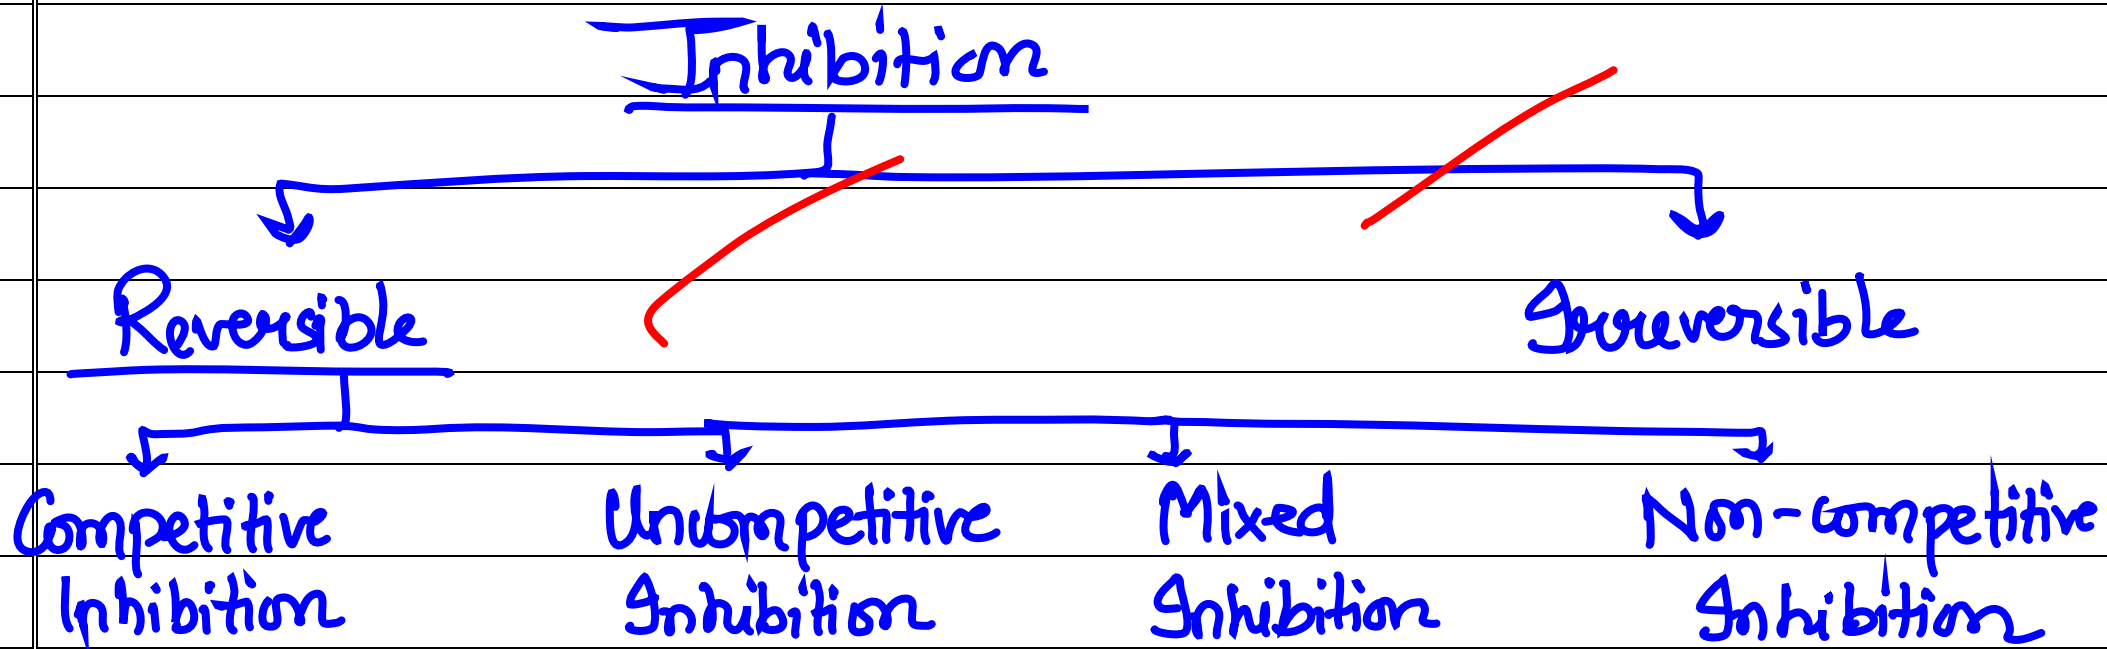 Inhibition
Reversible Irreversible
Competitive Uncompetitive Mixed Non-competitive
Inhibition Inhibition Inhibition Inhibition